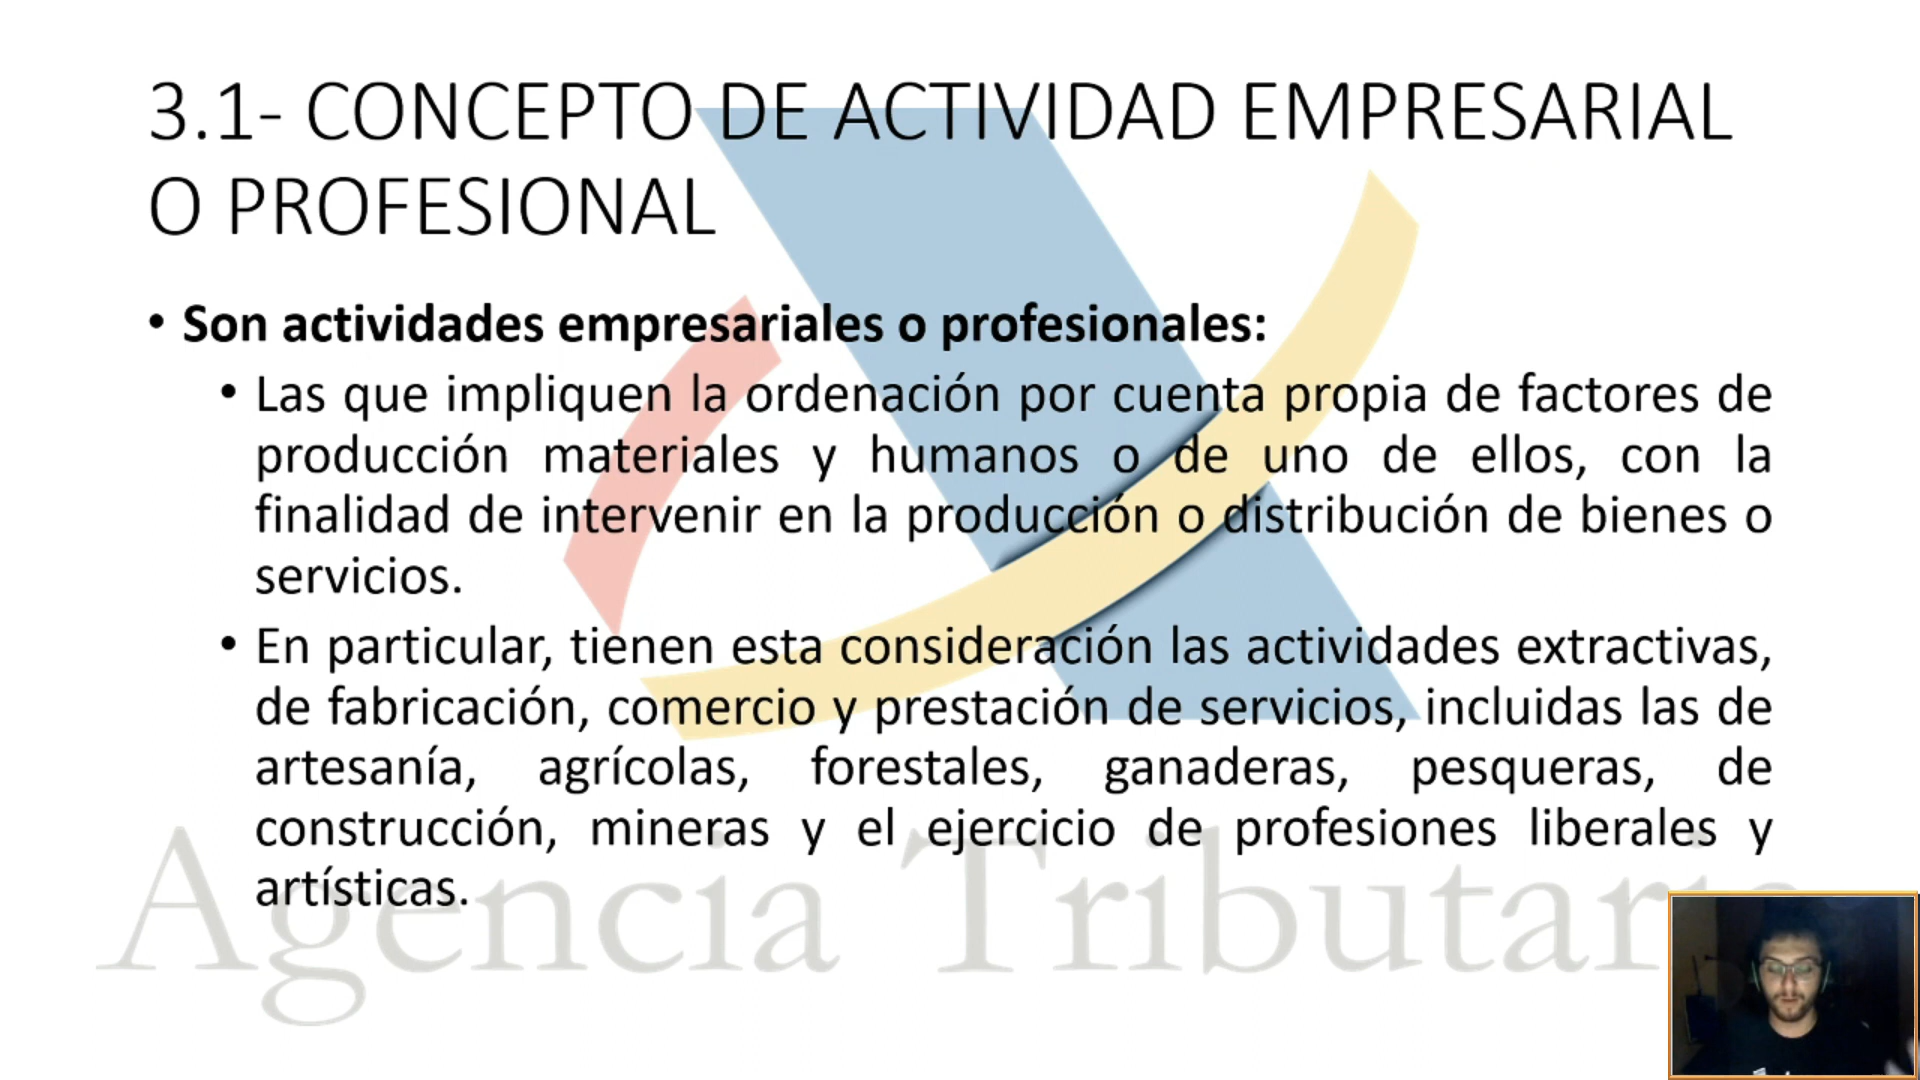 3.1- CONCEPTO DE ACTIVIDAD EMPRESARIAL
O PROFESIONAL
• Son actividades empresariales o profesionales:
• Las que impliquen la ordenación por cuenta propia de factores de
producción materiales y humanos o de uno de ellos, con la
finalidad de intervenir en la producción o distribución de bienes o
servicios.
• En particular, tienen esta consideración las actividades extractivas,
de fabricación, comercio y prestación de servicios, incluidas las de
artesanía, agrícolas, forestales, ganaderas, pesqueras, de
construcción, mineras y el ejercicio de profesiones liberales y
artísticas.
Agencia Tributaria